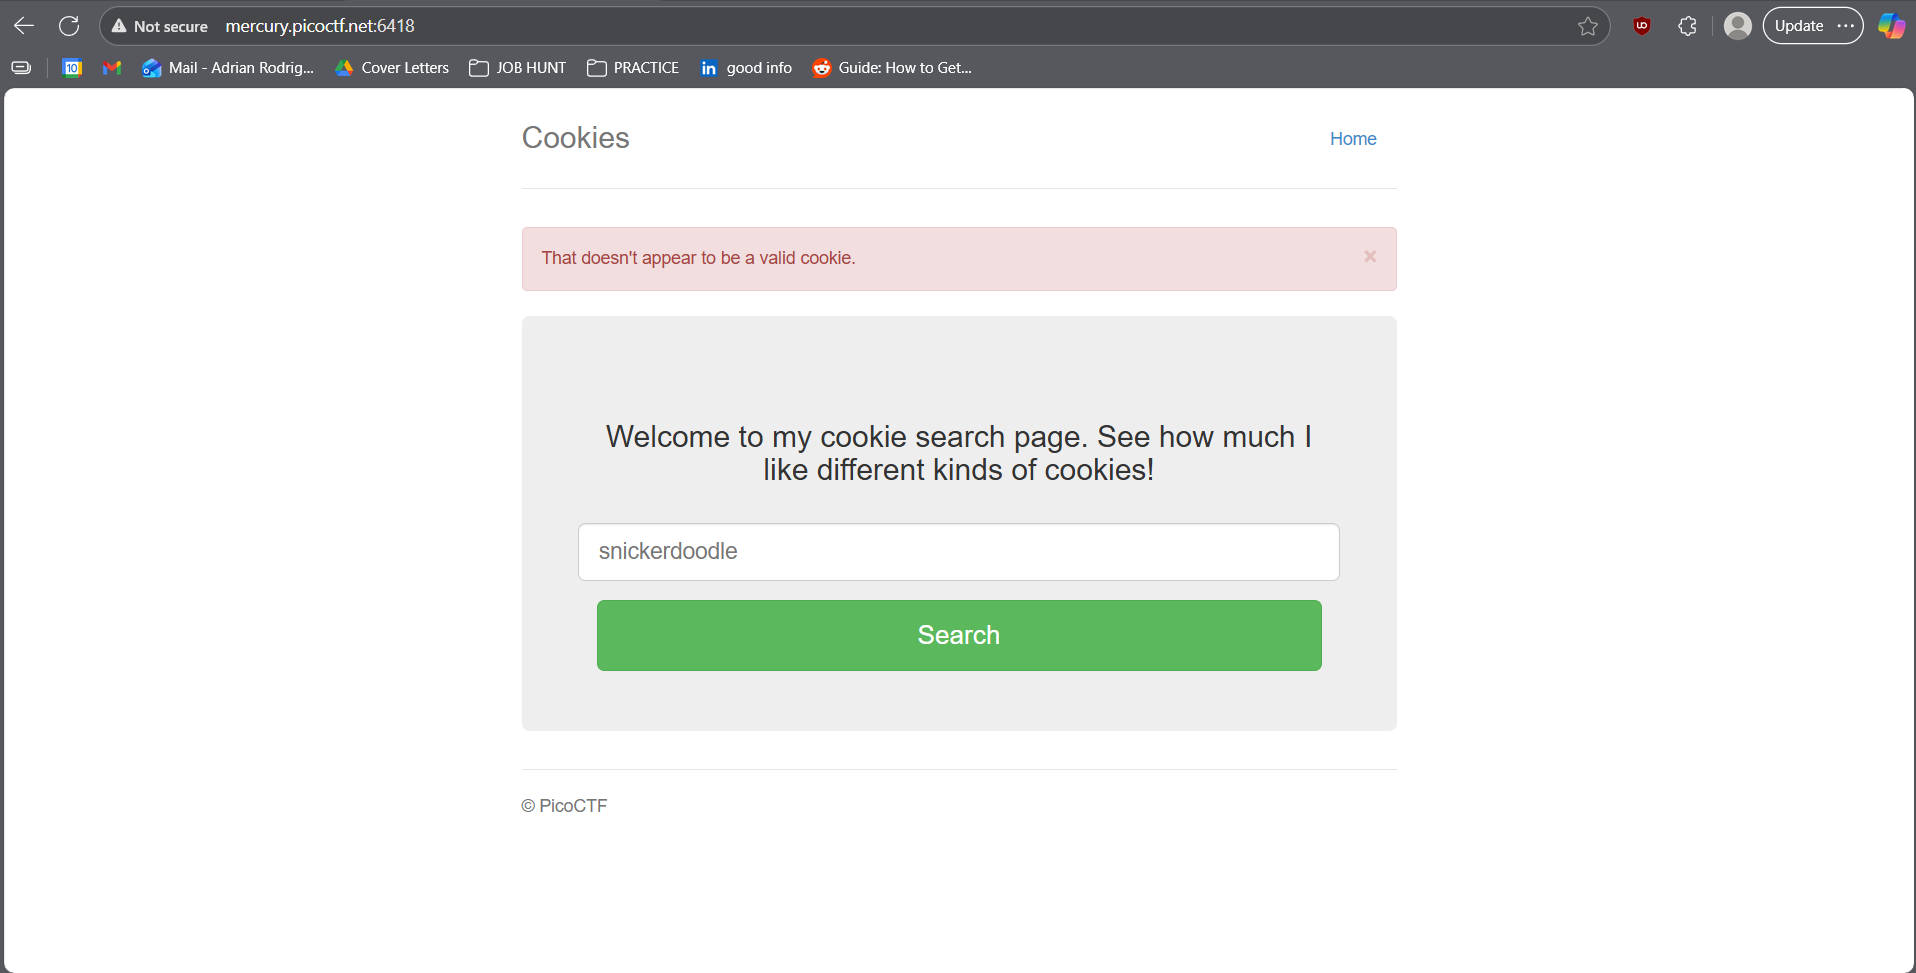 Not secure mercury.picoctf.net:6418 Update
10 Mail - Adrian Rodrig... Cover Letters JOB HUNT PRACTICE in good info Guide: How to Get...
Cookies Home
That doesn't appear to be a valid cookie. ×
Welcome to my cookie search page. See how much I
like different kinds of cookies!
snickerdoodle
Search
© PicoCTF